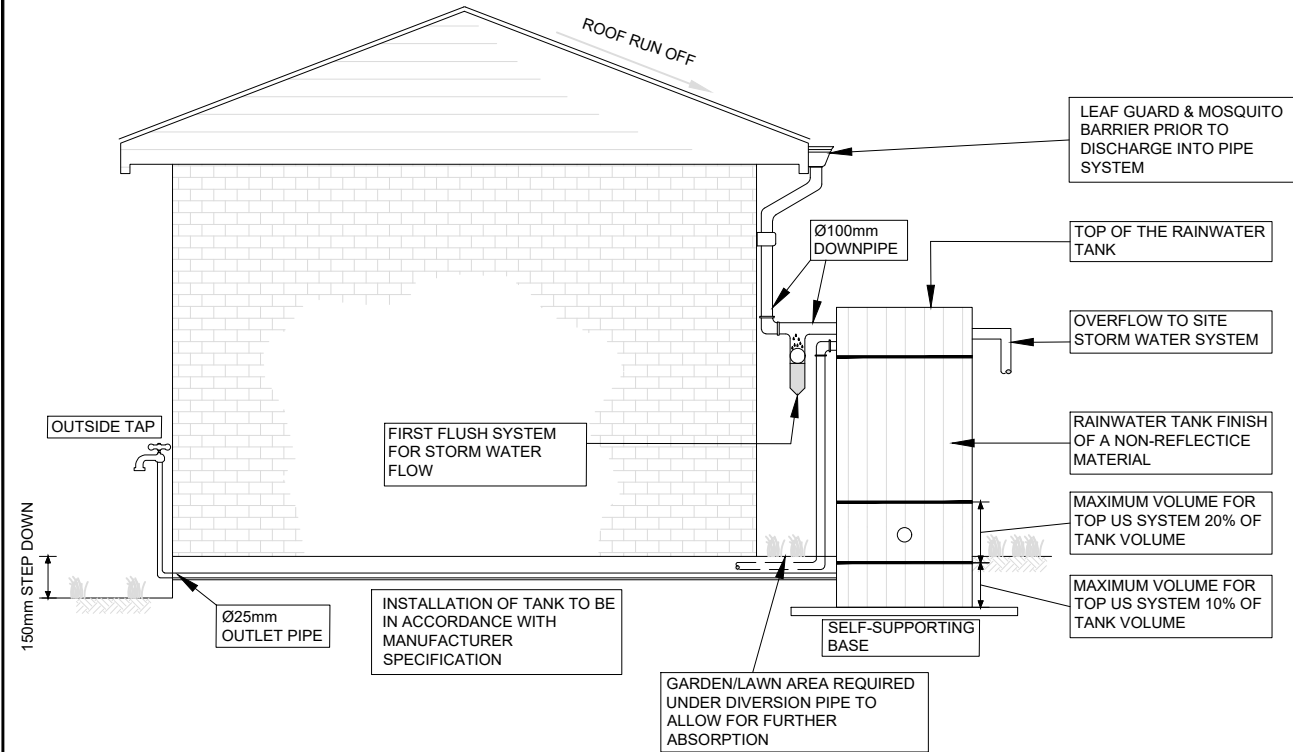 ROOF RUN OFF
LEAF GUARD & MOSQUITO
BARRIER PRIOR TO
DISCHARGE INTO PIPE
SYSTEM
Ø100mm
DOWNPIPE
TOP OF THE RAINWATER
TANK
OVERFLOW TO SITE
STORM WATER SYSTEM
OUTSIDE TAP
FIRST FLUSH SYSTEM
FOR STORM WATER
FLOW
RAINWATER TANK FINISH
OF A NON-REFLECTICE
MATERIAL
MAXIMUM VOLUME FOR
TOP US SYSTEM 20% OF
TANK VOLUME
150mm STEP DOWN
Ø25mm
OUTLET PIPE
INSTALLATION OF TANK TO BE
IN ACCORDANCE WITH
MANUFACTURER
SPECIFICATION
SELF-SUPPORTING
BASE
MAXIMUM VOLUME FOR
TOP US SYSTEM 10% OF
TANK VOLUME
GARDEN/LAWN AREA REQUIRED
UNDER DIVERSION PIPE TO
ALLOW FOR FURTHER
ABSORPTION